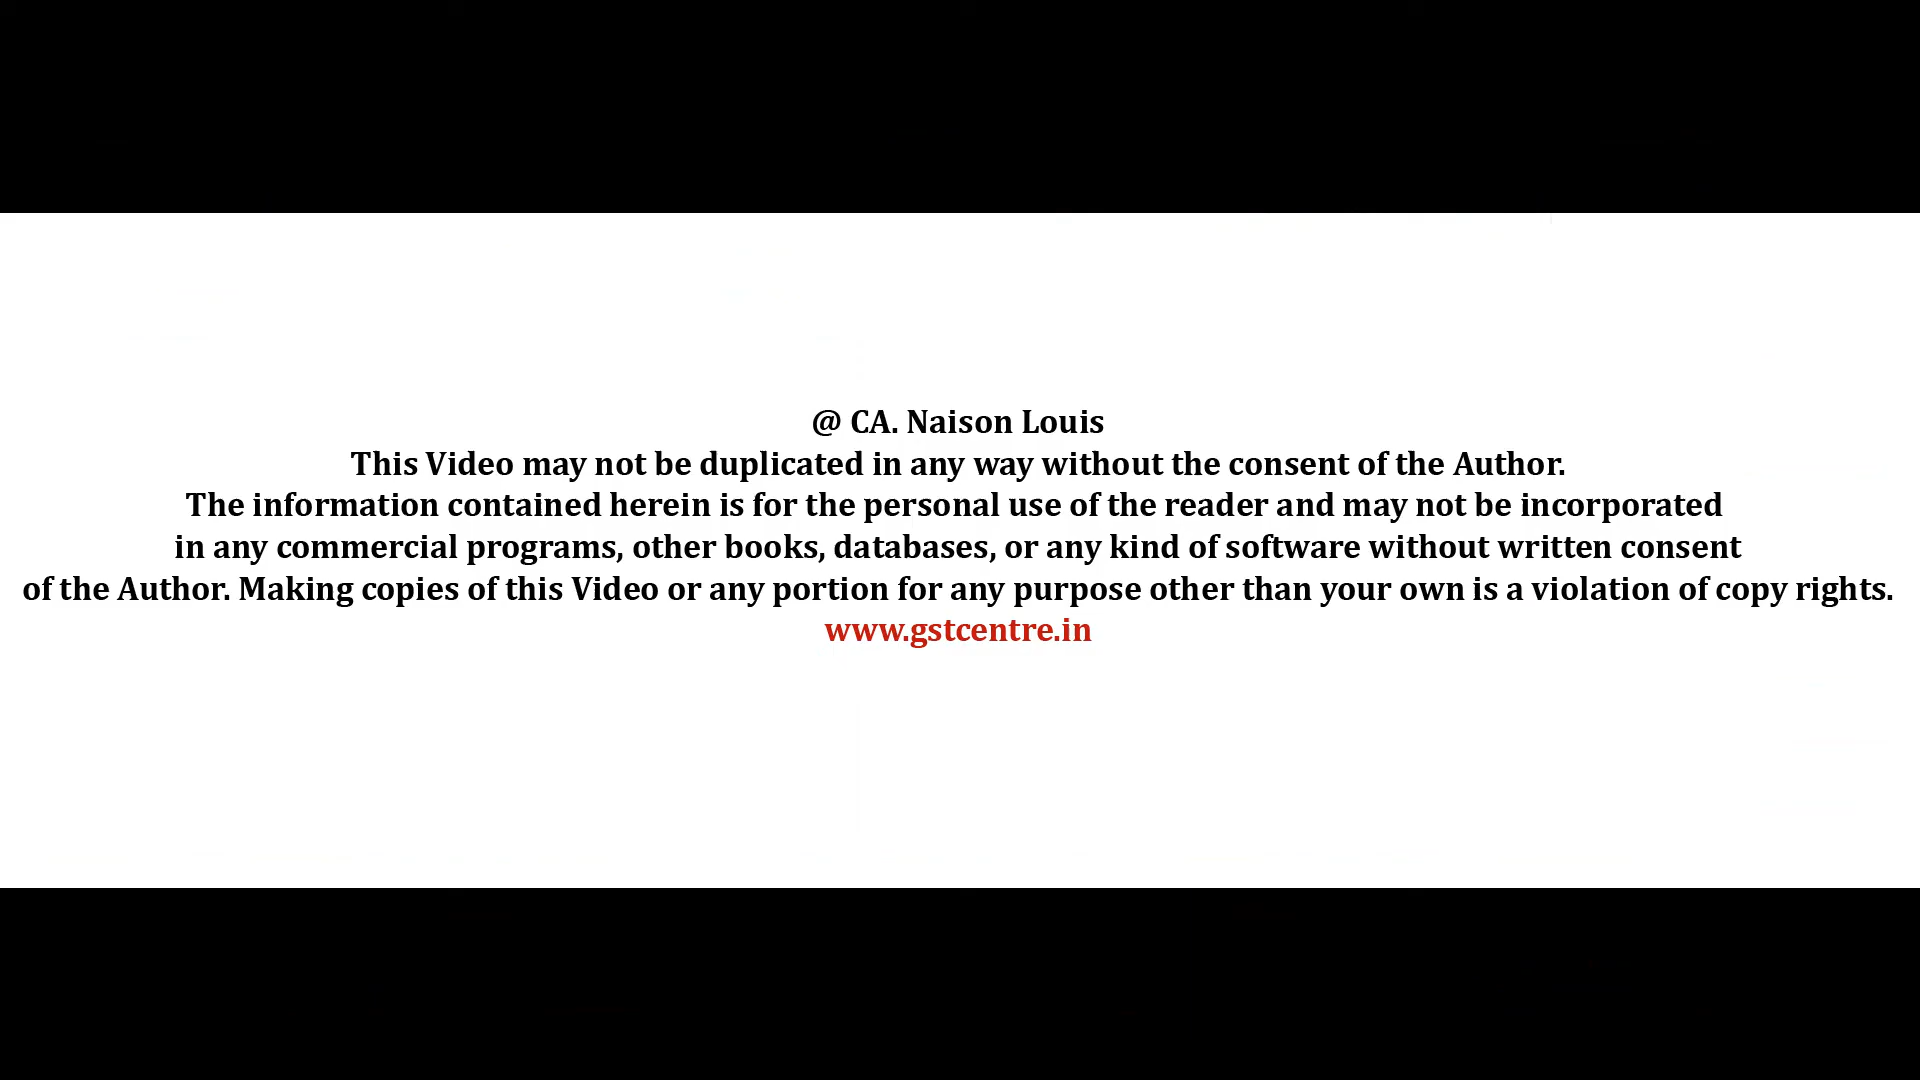 @ CA. Naison Louis
This Video may not be duplicated in any way without the consent of the Author.
The information contained herein is for the personal use of the reader and may not be incorporated
in any commercial programs, other books, databases, or any kind of software without written consent
of the Author. Making copies of this Video or any portion for any purpose other than your own is a violation of copy rights.
www.gstcentre.in